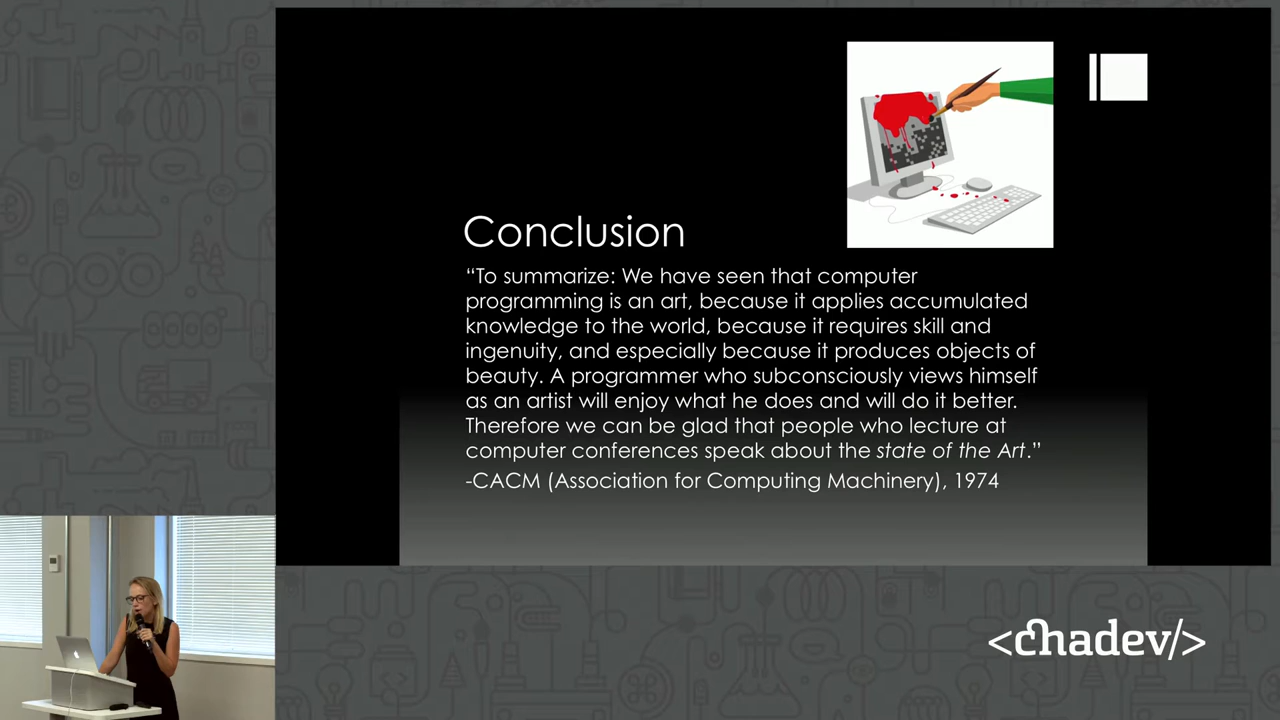 Conclusion
“To summarize: We have seen that computer
programming is an art, because it applies accumulated
knowledge to the world, because it requires skill and
ingenuity, and especially because it produces objects of
beauty. A programmer who subconsciously views himself
as an artist will enjoy what he does and will do it better.
Therefore we can be glad that people who lecture at
computer conferences speak about the state of the Art.”
-CACM (Association for Computing Machinery), 1974
<chadev/>